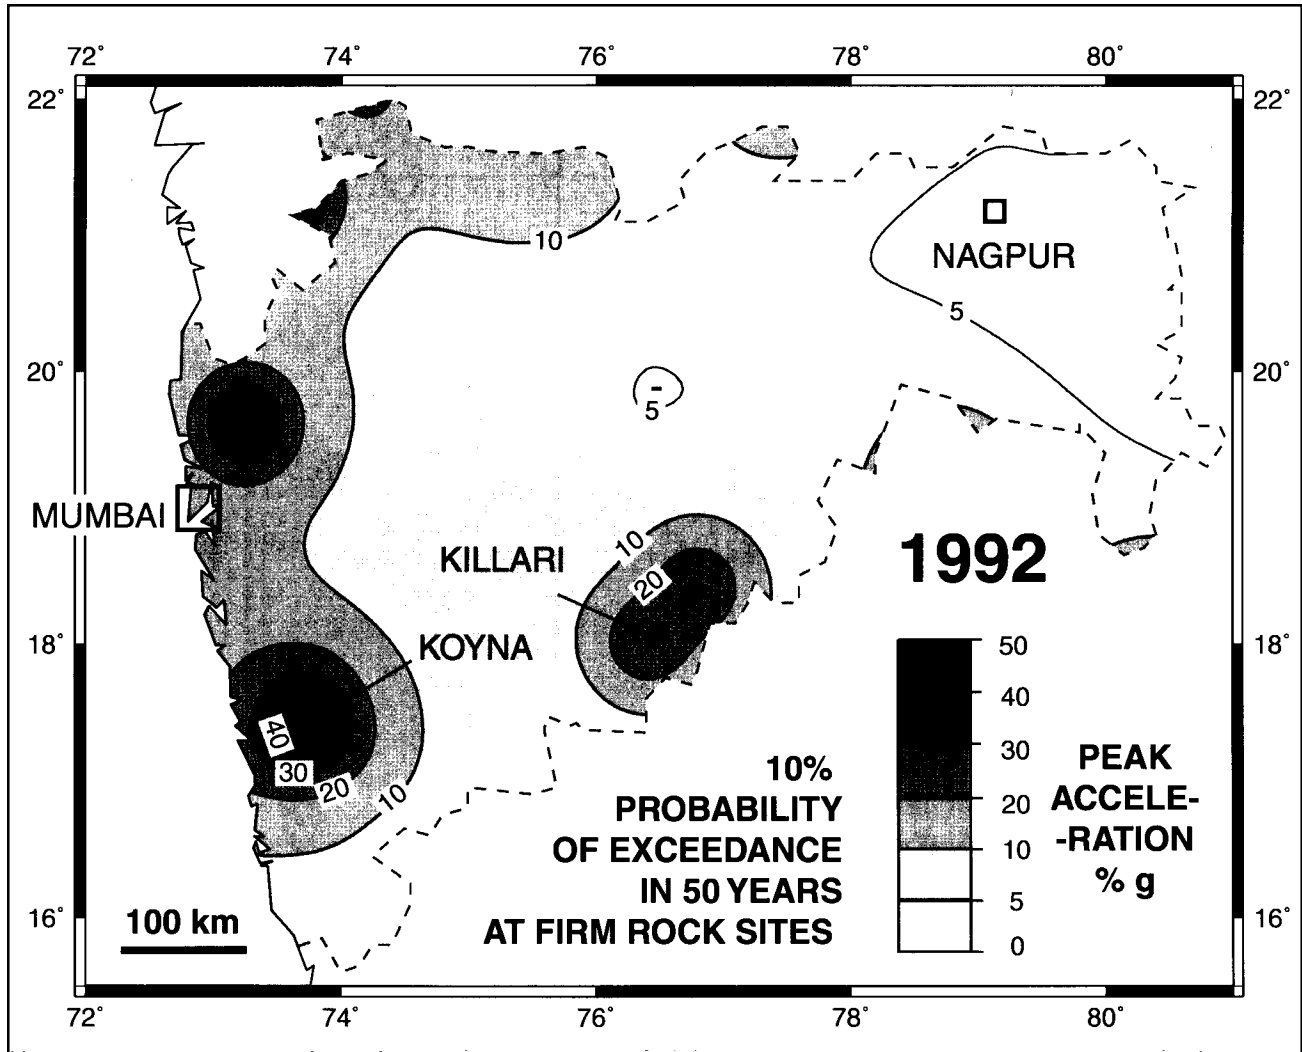 72° 74° 76° 78° 80°
22° 22°
10
NAGPUR
5
20° 20°
5
MUMBAI
10
KILLARI
20
1992
KOYNA
18° 18°
40
30
20
10
10%
PROBABILITY
OF EXCEEDANCE
IN 50 YEARS
AT FIRM ROCK SITES
50
40
30
20
10
5
0
PEAK
ACCELE-
-RATION
% g
16° 16°
100 km
72° 74° 76° 78° 80°